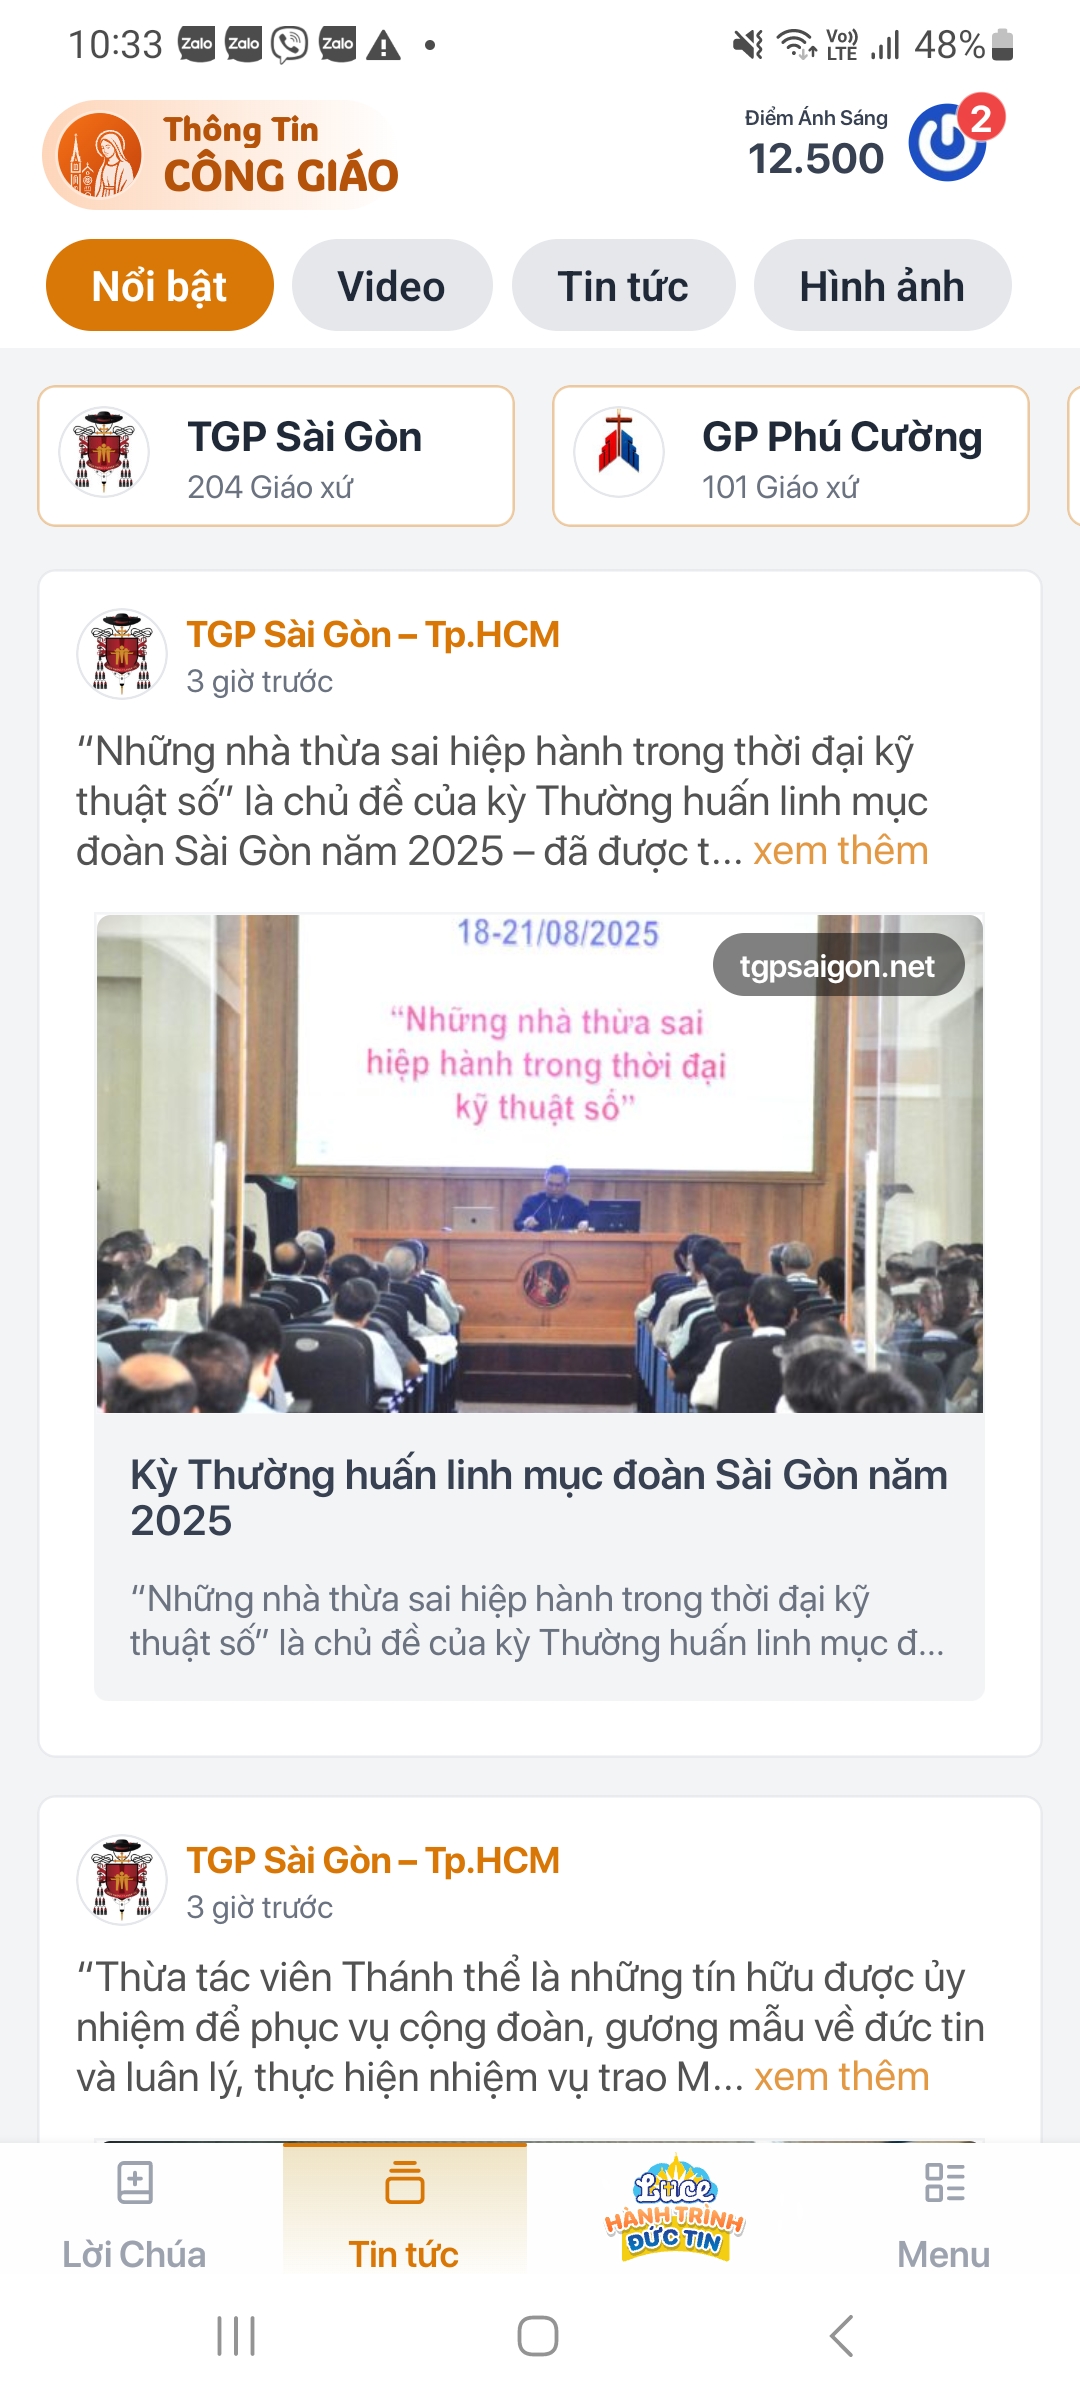 10:33 Zalo Zalo Zalo Vo)) LTE 48%
Thông Tin
CÔNG GIÁO
Điểm Ánh Sáng
12.500
2
Nổi bật Video Tin tức Hình ảnh
TGP Sài Gòn
204 Giáo xứ
GP Phú Cường
101 Giáo xứ
TGP Sài Gòn – Tp.HCM
3 giờ trước
“Những nhà thừa sai hiệp hành trong thời đại kỹ
thuật số” là chủ đề của kỳ Thường huấn linh mục
đoàn Sài Gòn năm 2025 – đã được t... xem thêm
18-21/08/2025
tgpsaigon.net
“Những nhà thừa sai
hiệp hành trong thời đại
kỹ thuật số”
Kỳ Thường huấn linh mục đoàn Sài Gòn năm
2025
“Những nhà thừa sai hiệp hành trong thời đại kỹ
thuật số” là chủ đề của kỳ Thường huấn linh mục đ...
TGP Sài Gòn – Tp.HCM
3 giờ trước
“Thừa tác viên Thánh thể là những tín hữu được ủy
nhiệm để phục vụ cộng đoàn, gương mẫu về đức tin
và luân lý, thực hiện nhiệm vụ trao M... xem thêm
Lời Chúa
Tin tức
Luce
HÀNH TRÌNH
ĐỨC TIN
Menu